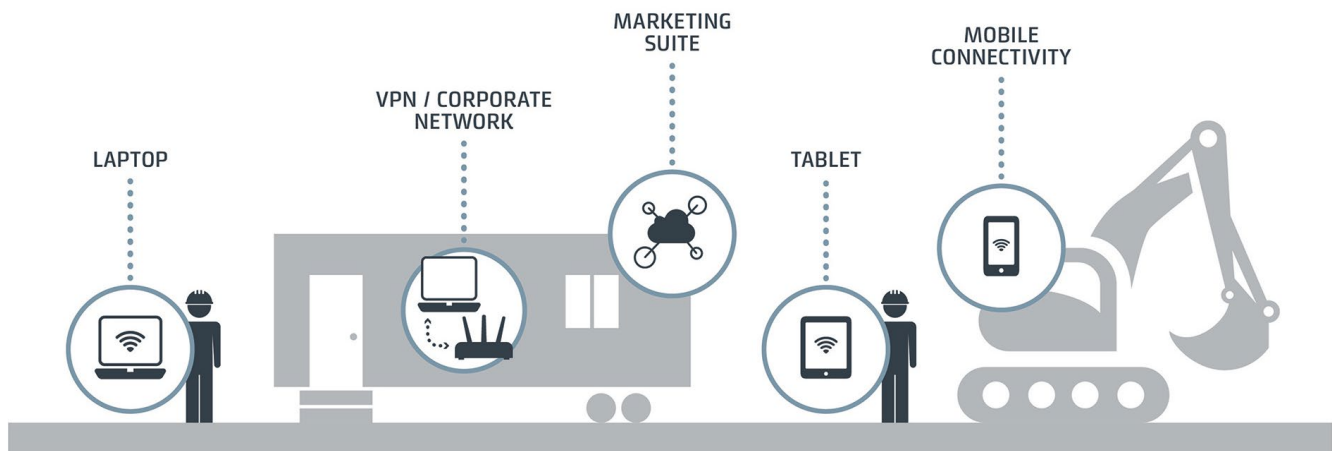 LAPTOP
VPN / CORPORATE
NETWORK
MARKETING
SUITE
TABLET
MOBILE
CONNECTIVITY